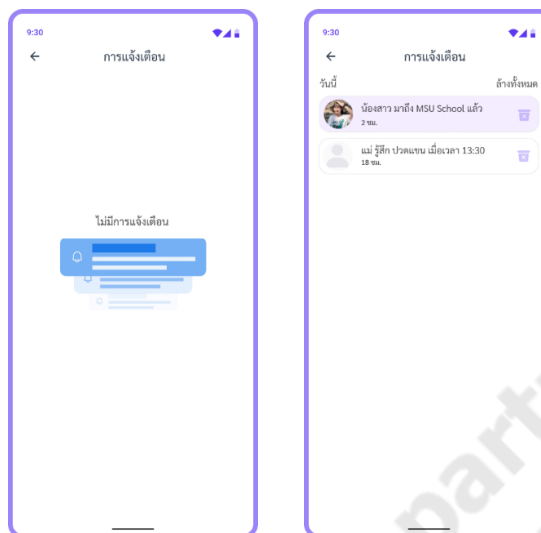 9:30
การแจ้งเตือน
ไม่มีการแจ้งเตือน
9:30
การแจ้งเตือน
วันนี้
ล้างทั้งหมด
น้องสาว มาถึง MSU School แล้ว
2 ชม.
แม่ รู้สึก ปวดแขน เมื่อเวลา 13:30
18 ชม.
part